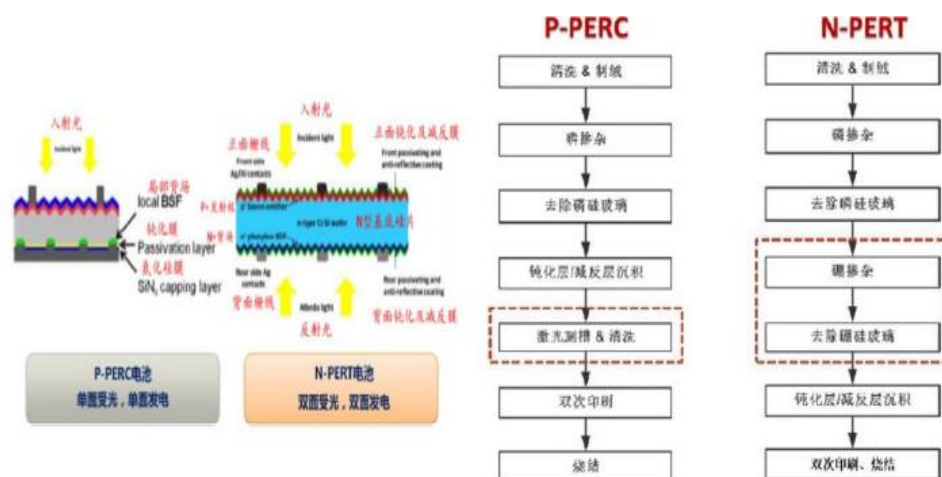 入射光
Incident light
局部背场
local BSF
钝化膜
Passivation layer
氮化硅膜
SiNₓ capping layer
入射光
Incident light
正面栅线
Front side
Ag/Al contacts
正面钝化及减反膜
Front passivating and
anti-reflective coating
P+发射极
p⁺ boron emitter
n-type Cz Si wafer
N型基底硅片
N+背场
n⁺ phosphor BSF
Rear side Ag
contacts
背面栅线
Albedo light
反射光
Rear passivating and
anti-reflective coating
背面钝化及减反膜
P-PERC电池
单面受光，单面发电
N-PERT电池
双面受光，双面发电
P-PERC
清洗 & 制绒
磷掺杂
去除磷硅玻璃
钝化层/减反层沉积
激光刻槽 & 清洗
双次印刷
烧结
N-PERT
清洗 & 制绒
磷掺杂
去除磷硅玻璃
硼掺杂
去除硼硅玻璃
钝化层/减反层沉积
双次印刷、烧结